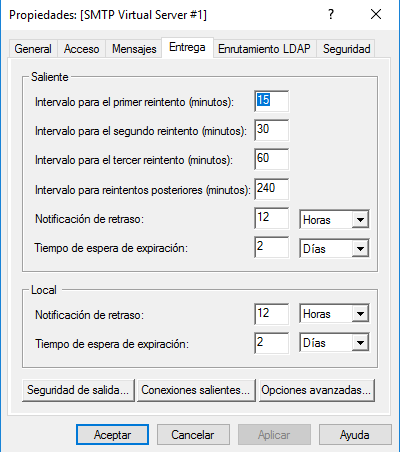 Propiedades: [SMTP Virtual Server #1]
General Acceso Mensajes Entrega Enrutamiento LDAP Seguridad
Saliente
Intervalo para el primer reintento (minutos): 15
Intervalo para el segundo reintento (minutos): 30
Intervalo para el tercer reintento (minutos): 60
Intervalo para reintentos posteriores (minutos): 240
Notificación de retraso: 12 Horas
Tiempo de espera de expiración: 2 Días
Local
Notificación de retraso: 12 Horas
Tiempo de espera de expiración: 2 Días
Seguridad de salida... Conexiones salientes... Opciones avanzadas...
Aceptar Cancelar Aplicar Ayuda